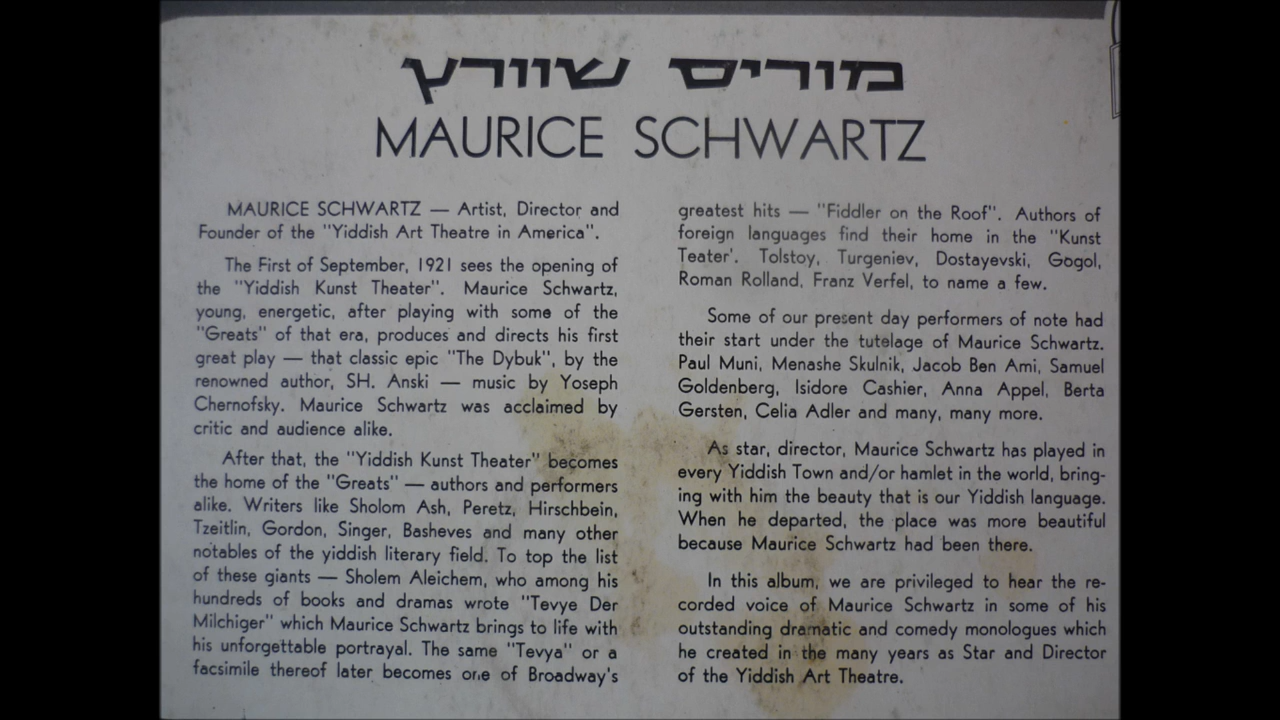 מוריס שוורץ
MAURICE SCHWARTZ
MAURICE SCHWARTZ — Artist, Director and
Founder of the "Yiddish Art Theatre in America".
The First of September, 1921 sees the opening of
the "Yiddish Kunst Theater". Maurice Schwartz,
young, energetic, after playing with some of the
"Greats" of that era, produces and directs his first
great play — that classic epic "The Dybuk", by the
renowned author, SH. Anski — music by Yoseph
Chernofsky. Maurice Schwartz was acclaimed by
critic and audience alike.
After that, the "Yiddish Kunst Theater" becomes
the home of the "Greats" — authors and performers
alike. Writers like Sholom Ash, Peretz, Hirschbein,
Tzeitlin, Gordon, Singer, Basheves and many other
notables of the yiddish literary field. To top the list
of these giants — Sholem Aleichem, who among his
hundreds of books and dramas wrote "Tevye Der
Milchiger" which Maurice Schwartz brings to life with
his unforgettable portrayal. The same "Tevya" or a
facsimile thereof later becomes one of Broadway's
greatest hits — "Fiddler on the Roof". Authors of
foreign languages find their home in the "Kunst
Teater'. Tolstoy, Turgeniev, Dostayevski, Gogol,
Roman Rolland, Franz Verfel, to name a few.
Some of our present day performers of note had
their start under the tutelage of Maurice Schwartz.
Paul Muni, Menashe Skulnik, Jacob Ben Ami, Samuel
Goldenberg, Isidore Cashier, Anna Appel, Berta
Gersten, Celia Adler and many, many more.
As star, director, Maurice Schwartz has played in
every Yiddish Town and/or hamlet in the world, bring-
ing with him the beauty that is our Yiddish language.
When he departed, the place was more beautiful
because Maurice Schwartz had been there.
In this album, we are privileged to hear the re-
corded voice of Maurice Schwartz in some of his
outstanding dramatic and comedy monologues which
he created in the many years as Star and Director
of the Yiddish Art Theatre.